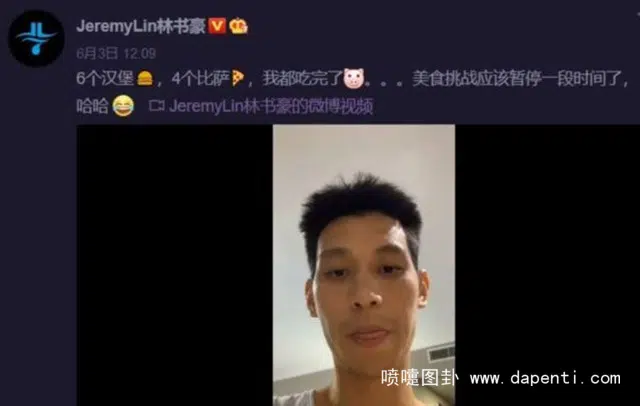 JeremyLin林书豪
6月3日 12:09
6个汉堡🍔，4个比萨🍕，我都吃完了🐷。。。美食挑战应该暂停一段时间了，
哈哈😂 JeremyLin林书豪的微博视频
喷嚏图卦 www.dapenti.com